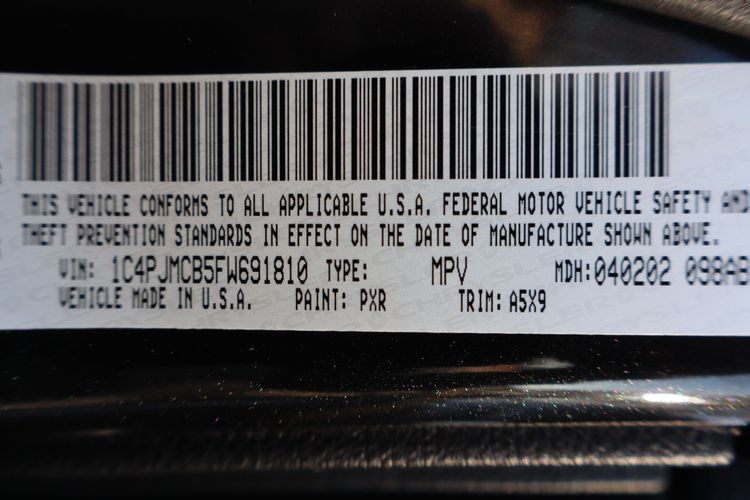 THIS VEHICLE CONFORMS TO ALL APPLICABLE U.S.A. FEDERAL MOTOR VEHICLE SAFETY AND
THEFT PREVENTION STANDARDS IN EFFECT ON THE DATE OF MANUFACTURE SHOWN ABOVE.
VIN: 1C4PJMCB5FW691810 TYPE: MPV MDH:040202 098AB
VEHICLE MADE IN U.S.A. PAINT: PXR TRIM: A5X9